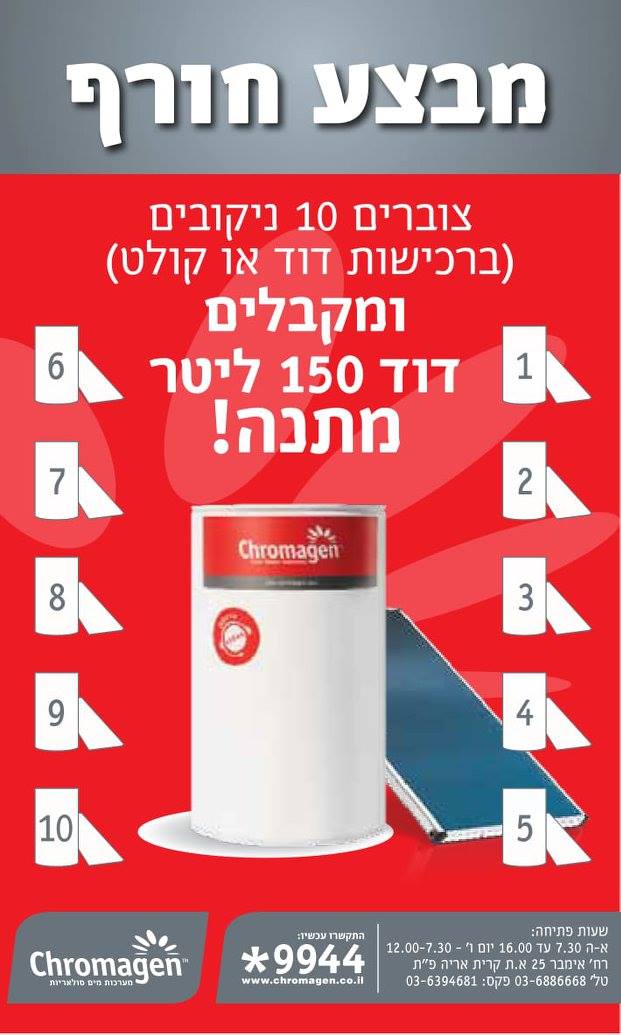 מבצע חורף
צוברים 10 ניקובים
(ברכישות דוד או קולט)
ומקבלים
דוד 150 ליטר
מתנה!
1
2
3
4
5
6
7
8
9
10
Chromagen
שעות פתיחה:
א-ה 7.30 עד 16.00 יום ו' - 12.00-7.30
רח' אימבר 25 א.ת קרית אריה פ״ת
טל' 03-6886668 פקס: 03-6394681
התקשרו עכשיו:
*9944
www.chromagen.co.il
Chromagen™
מערכות מים סולאריות